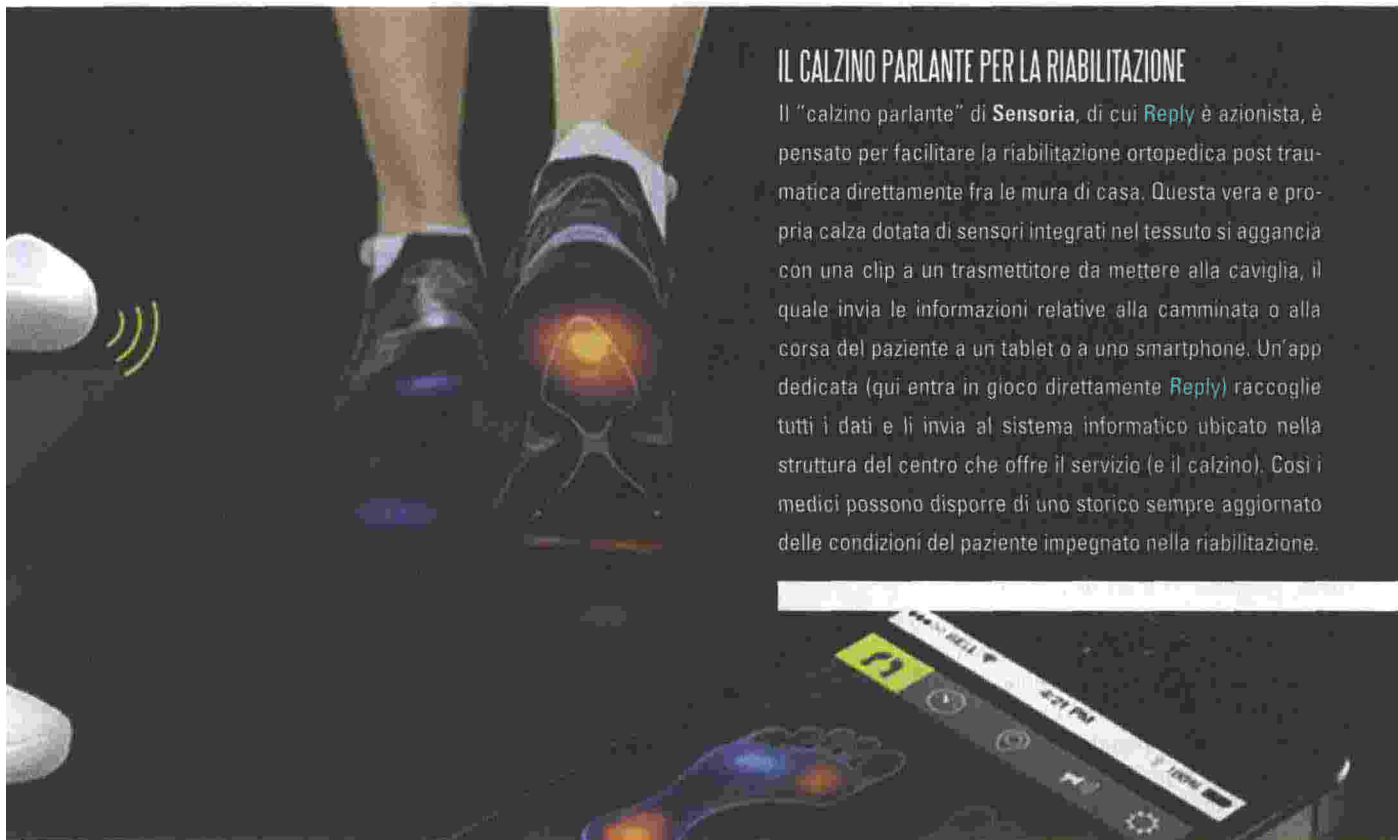 IL CALZINO PARLANTE PER LA RIABILITAZIONE
Il "calzino parlante" di Sensoria, di cui Reply è azionista, è
pensato per facilitare la riabilitazione ortopedica post trau-
matica direttamente fra le mura di casa. Questa vera e pro-
pria calza dotata di sensori integrati nel tessuto si aggancia
con una clip a un trasmettitore da mettere alla caviglia, il
quale invia le informazioni relative alla camminata o alla
corsa del paziente a un tablet o a uno smartphone. Un'app
dedicata (qui entra in gioco direttamente Reply) raccoglie
tutti i dati e li invia al sistema informatico ubicato nella
struttura del centro che offre il servizio (e il calzino). Così i
medici possono disporre di uno storico sempre aggiornato
delle condizioni del paziente impegnato nella riabilitazione.
BELL 4:21 PM 100%